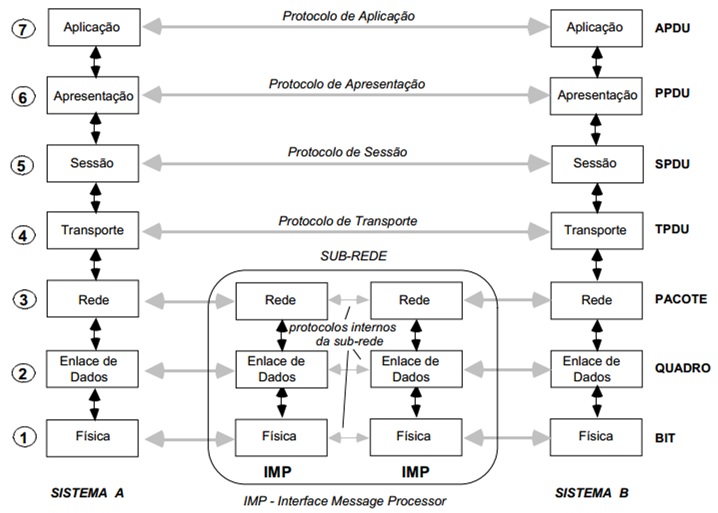 7 Aplicação Protocolo de Aplicação Aplicação APDU
6 Apresentação Protocolo de Apresentação Apresentação PPDU
5 Sessão Protocolo de Sessão Sessão SPDU
4 Transporte Protocolo de Transporte Transporte TPDU
SUB-REDE
3 Rede Rede Rede Rede PACOTE
protocolos internos
da sub-rede
2 Enlace de Dados Enlace de Dados Enlace de Dados Enlace de Dados QUADRO
1 Física Física Física Física BIT
IMP IMP
SISTEMA A IMP - Interface Message Processor SISTEMA B